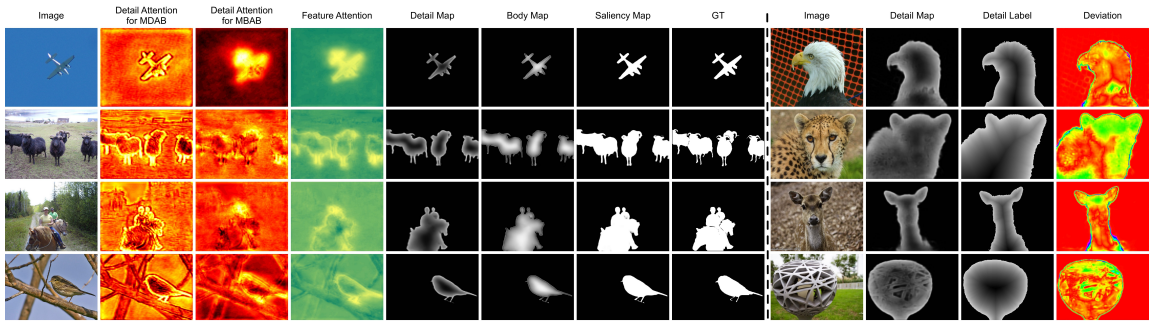 Image
Detail Attention
for MDAB
Detail Attention
for MBAB
Feature Attention
Detail Map
Body Map
Saliency Map
GT
Image
Detail Map
Detail Label
Deviation